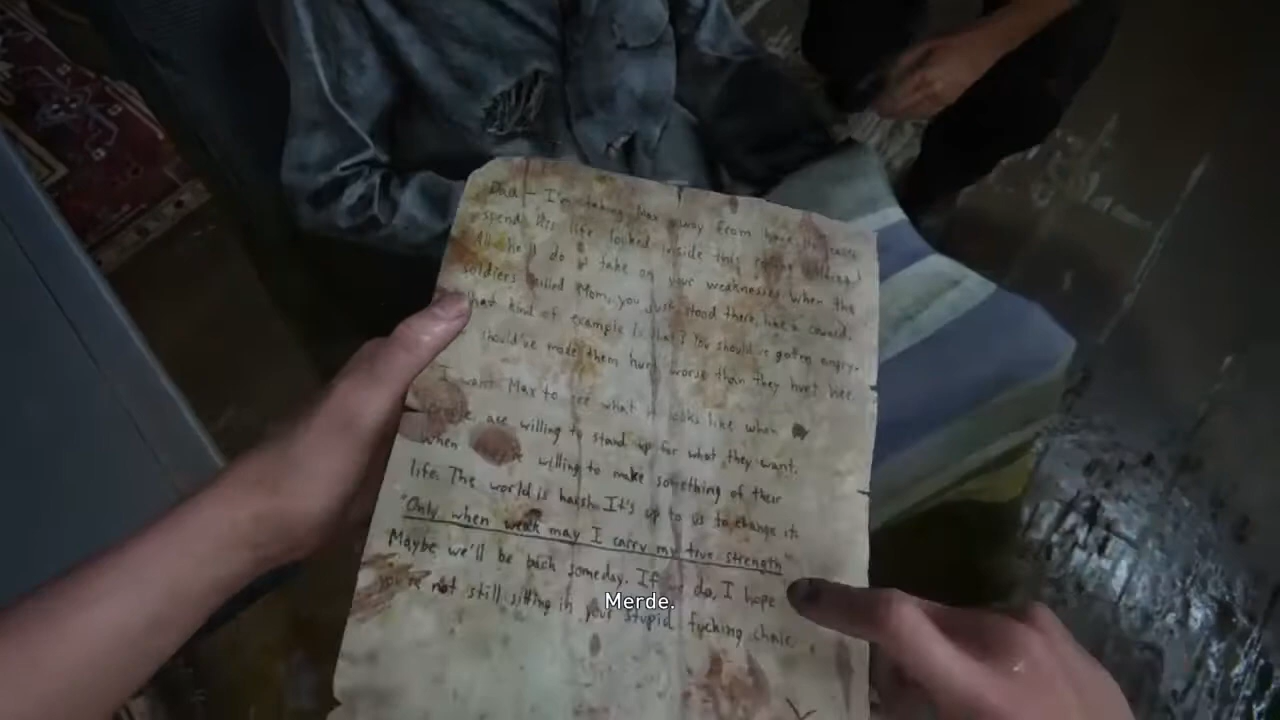 Dad - I'm taking Max away from here.
spend his life locked inside this
All he'll do is take on your weaknesses. When the
soldiers killed Mom, you just stood there, like a coward.
What kind of example is that? You should've gotten angry.
should've made them hurt worse than they hurt her.
I want Max to see what it looks like when
people are willing to stand up for what they want.
When willing to make something of their
life. The world is harsh. It's up to us to change it.
"Only when weak may I carry my true strength"
Maybe we'll be back someday. If do, I hope
you're not still sitting in your stupid fucking chair.
Merde.